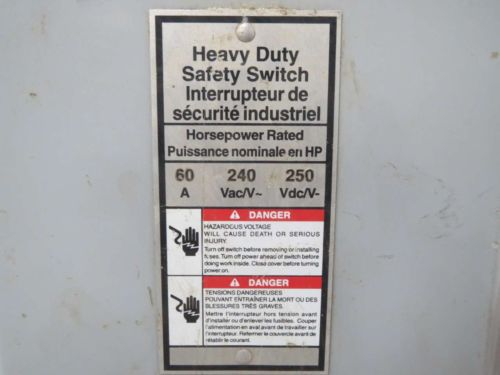 Heavy Duty
Safety Switch
Interrupteur de
sécurité industriel
Horsepower Rated
Puissance nominale en HP
60 240 250
A Vac/V~ Vdc/V-
DANGER
HAZARDOUS VOLTAGE
WILL CAUSE DEATH OR SERIOUS
INJURY.
Turn off switch before removing or installing
fuses. Turn off power ahead of switch before
doing work inside. Close cover before turning
power on.
DANGER
TENSIONS DANGEREUSES
POUVANT ENTRAÎNER LA MORT OU DES
BLESSURES TRÈS GRAVES.
Mettre l'interrupteur hors tension avant
d'installer ou d'enlever les fusibles. Couper
l'alimentation en aval avant de travailler sur
l'interrupteur. Refermer le couvercle avant de
rétablir le courant.